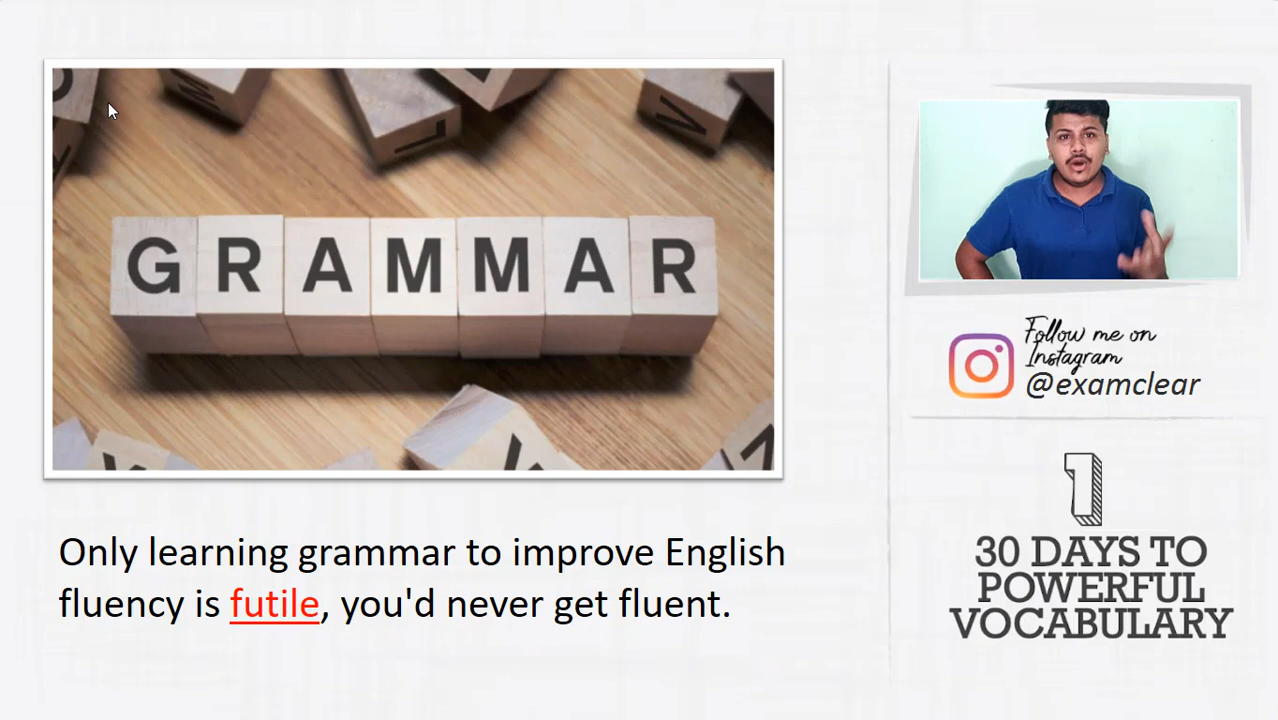 GRAMMAR
Only learning grammar to improve English
fluency is futile, you'd never get fluent.
Follow me on
Instagram
@examclear
1
30 DAYS TO
POWERFUL
VOCABULARY